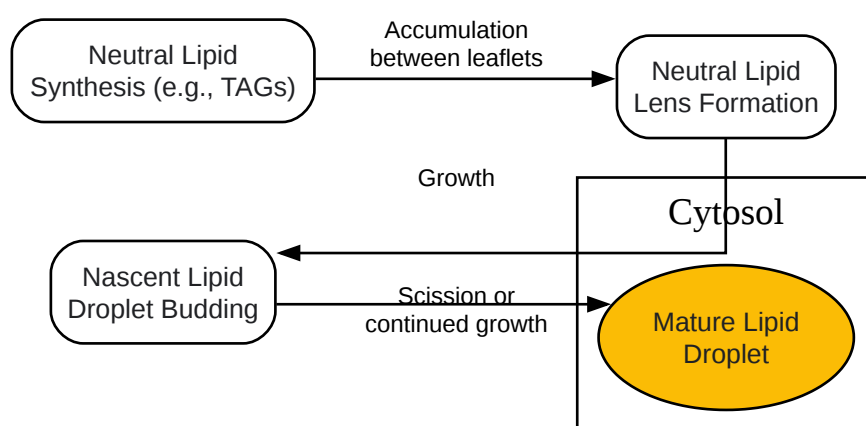 Neutral Lipid
Synthesis (e.g., TAGs)
Accumulation
between leaflets
Neutral Lipid
Lens Formation
Growth
Cytosol
Nascent Lipid
Droplet Budding
Scission or
continued growth
Mature Lipid
Droplet